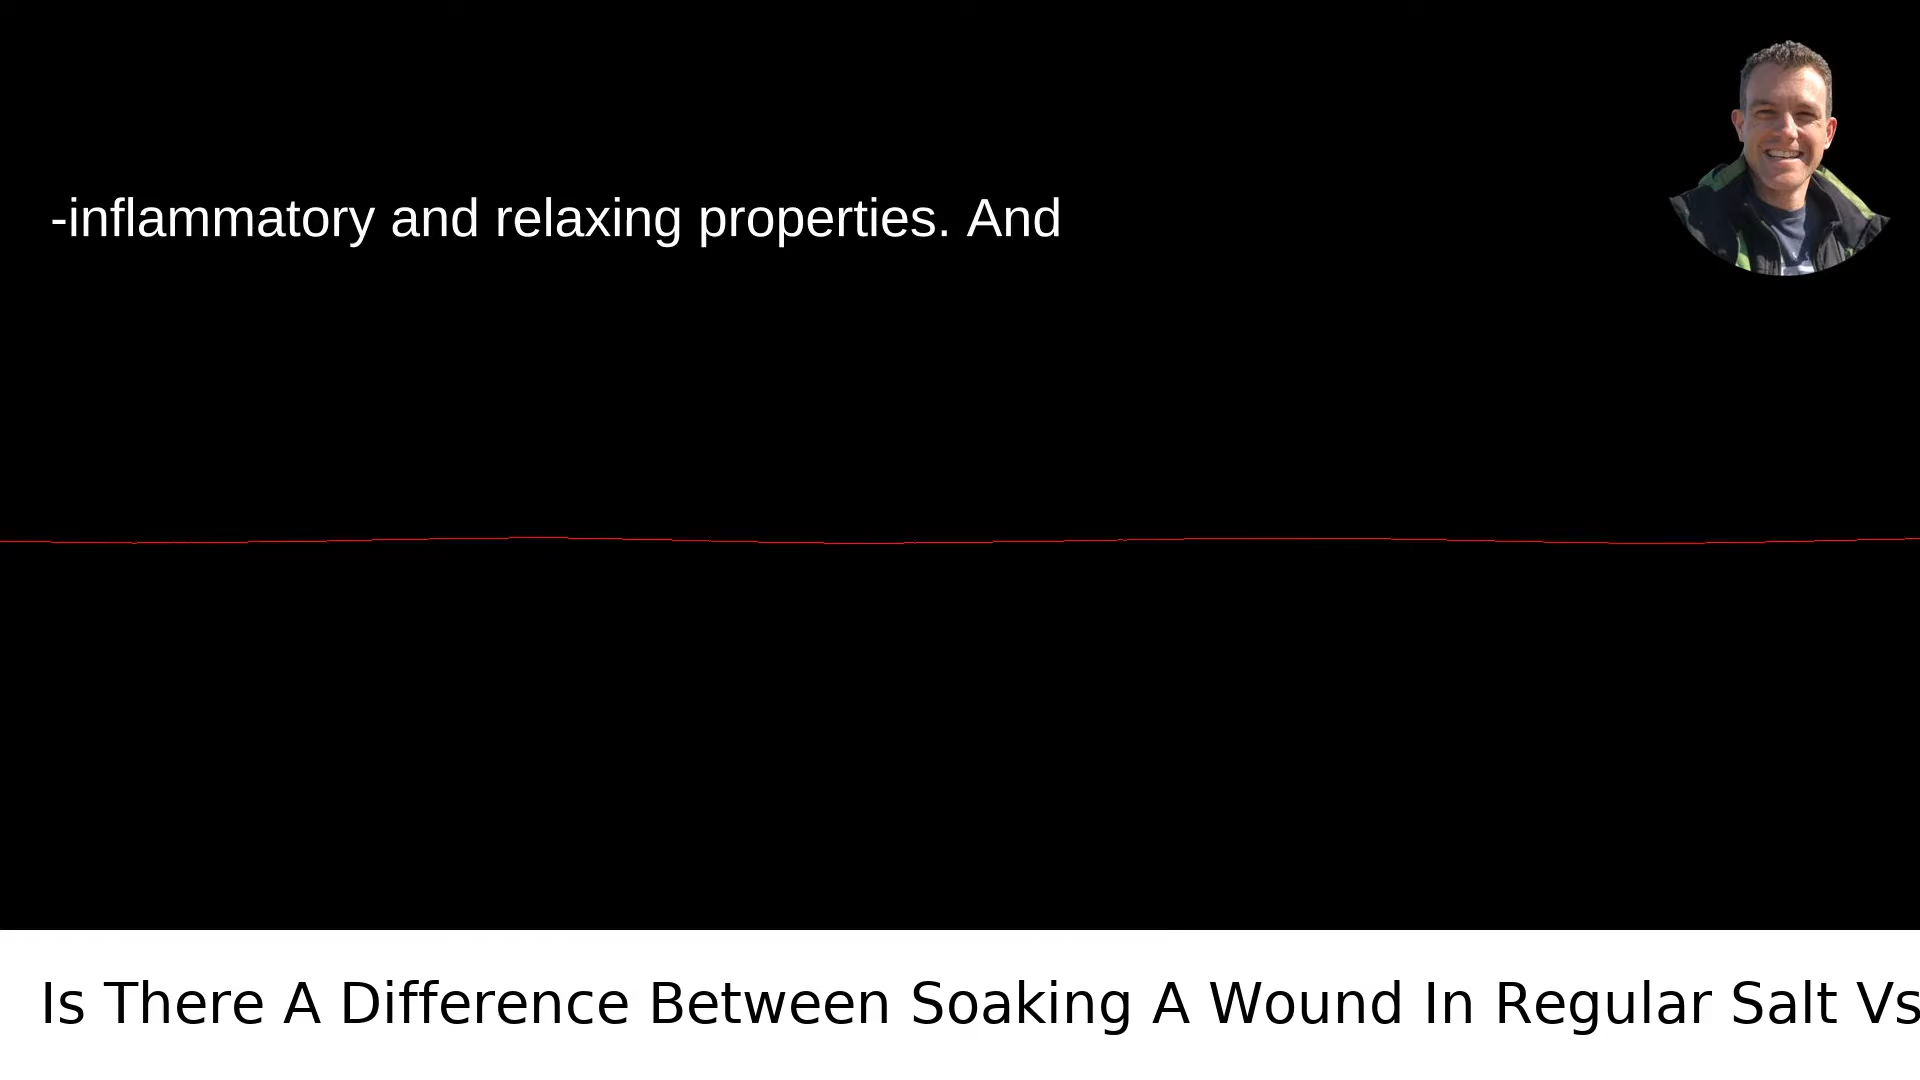 -inflammatory and relaxing properties. And
Is There A Difference Between Soaking A Wound In Regular Salt Vs